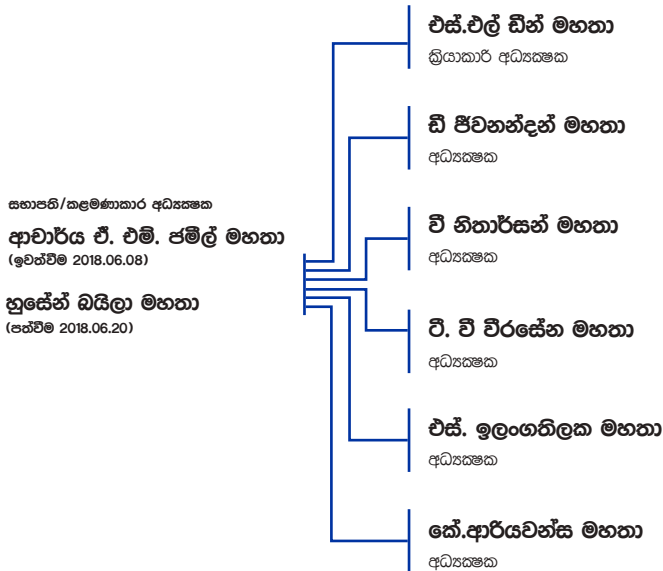 සභාපති/කළමණාකාර අධ්‍යක්‍ෂක
ආචාර්ය ඒ. එම්. ජමීල් මහතා
(ඉවත්වීම 2018.06.08)
හුසේන් බයිලා මහතා
(පත්වීම 2018.06.20)
එස්.එල් ඩීන් මහතා
ක්‍රියාකාරි අධ්‍යක්‍ෂක
ඩී ජීවනන්දන් මහතා
අධ්‍යක්‍ෂක
වී නිතාර්සන් මහතා
අධ්‍යක්‍ෂක
ටී. වී වීරසේන මහතා
අධ්‍යක්‍ෂක
එස්. ඉලංගතිලක මහතා
අධ්‍යක්‍ෂක
කේ.ආරියවන්ස මහතා
අධ්‍යක්‍ෂක